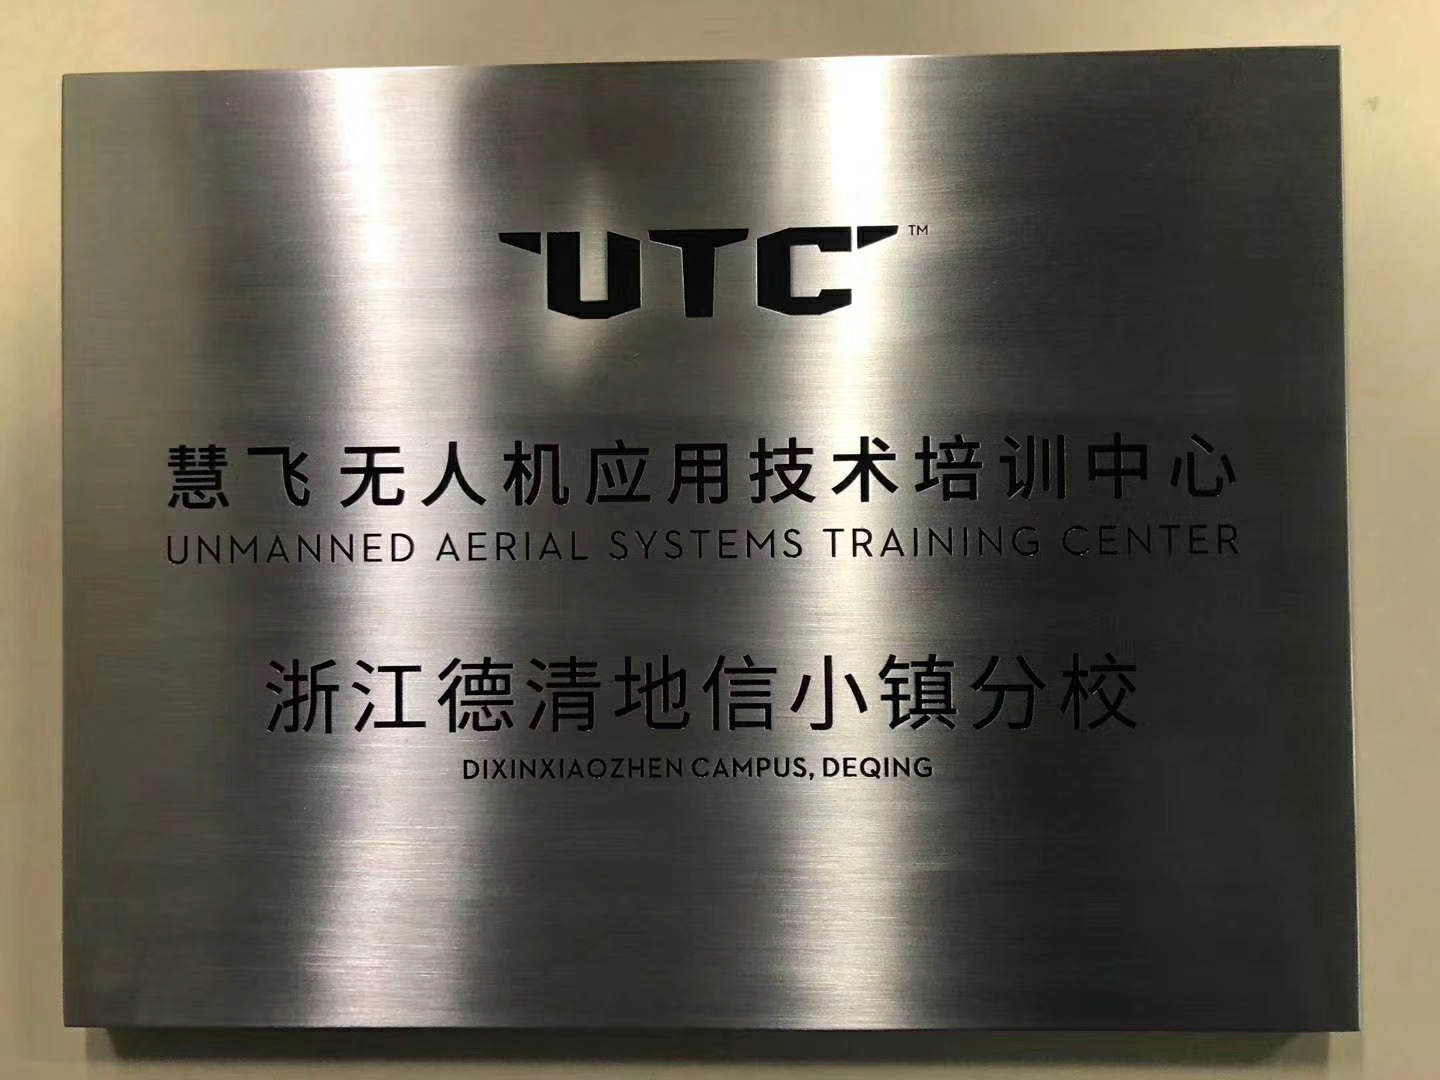 UTC™
慧飞无人机应用技术培训中心
UNMANNED AERIAL SYSTEMS TRAINING CENTER
浙江德清地信小镇分校
DIXINXIAOZHEN CAMPUS, DEQING